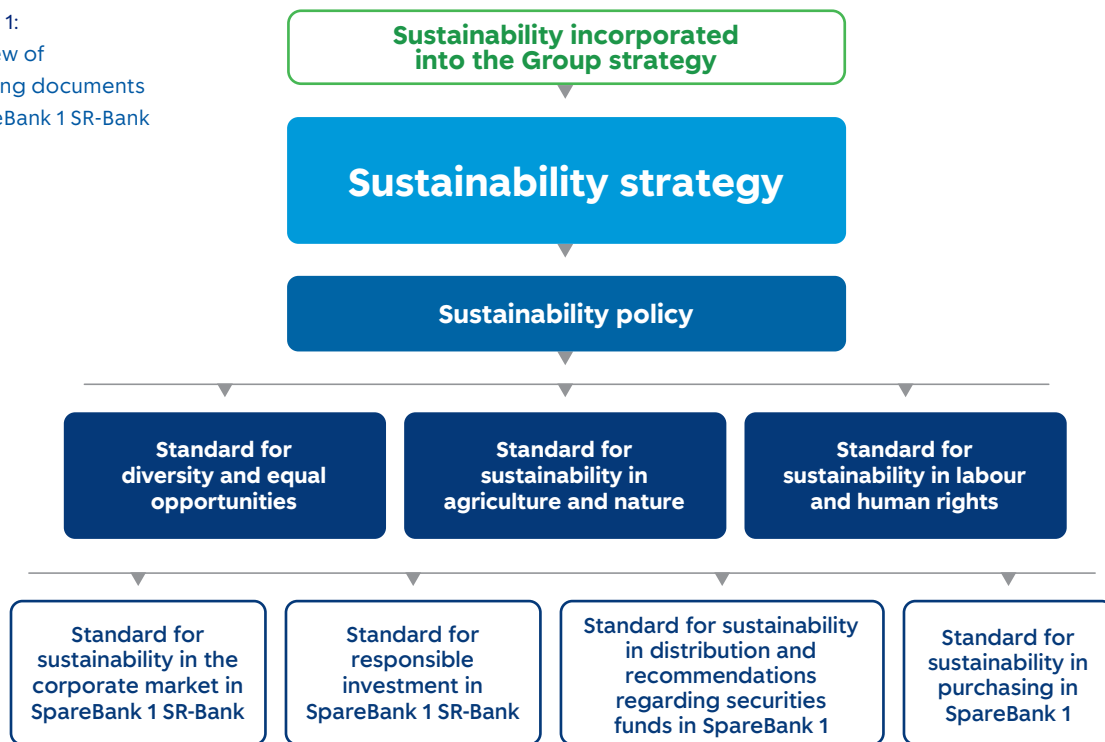 1:
ew of
ng documents
eBank 1 SR-Bank
Sustainability incorporated
into the Group strategy
Sustainability strategy
Sustainability policy
Standard for
diversity and equal
opportunities
Standard for
sustainability in
agriculture and nature
Standard for
sustainability in labour
and human rights
Standard for
sustainability in the
corporate market in
SpareBank 1 SR-Bank
Standard for
responsible
investment in
SpareBank 1 SR-Bank
Standard for sustainability
in distribution and
recommendations
regarding securities
funds in SpareBank 1
Standard for
sustainability in
purchasing in
SpareBank 1